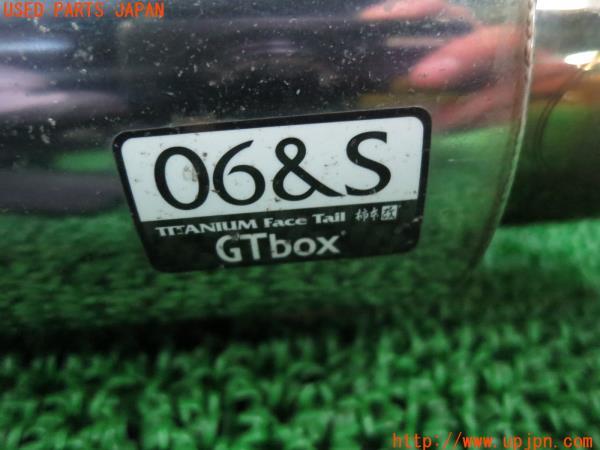 USED PARTS JAPAN
06&S
TITANIUM Face Tail 柿本改
GTbox
http://www.upjpn.com/